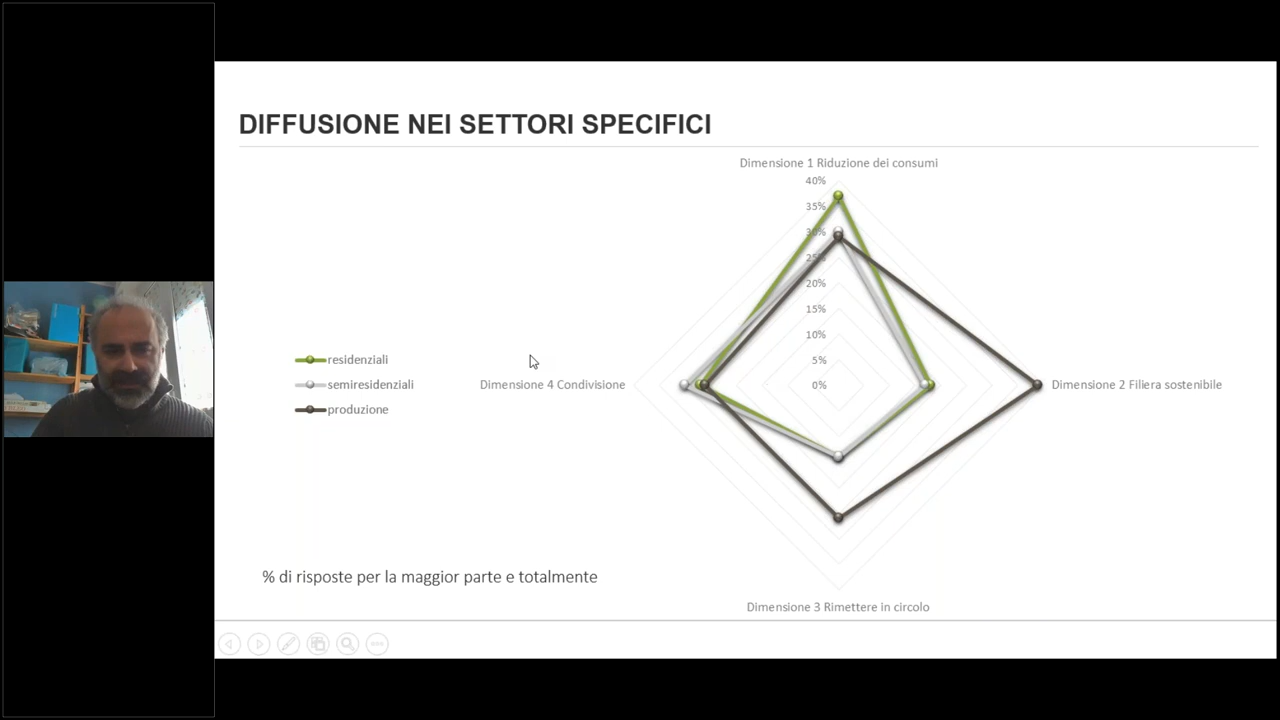 DIFFUSIONE NEI SETTORI SPECIFICI
Dimensione 1 Riduzione dei consumi
40%
35%
30%
25%
20%
15%
10%
5%
0%
residenziali
semiresidenziali
produzione
Dimensione 4 Condivisione
Dimensione 2 Filiera sostenibile
% di risposte per la maggior parte e totalmente
Dimensione 3 Rimettere in circolo